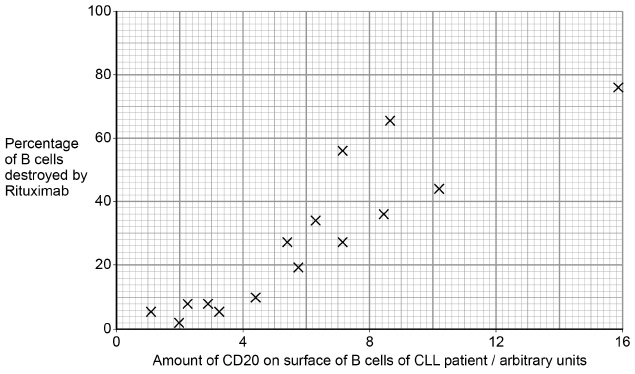 100
80
60
40
20
0
Percentage
of B cells
destroyed by
Rituximab
0 4 8 12 16
Amount of CD20 on surface of B cells of CLL patient / arbitrary units